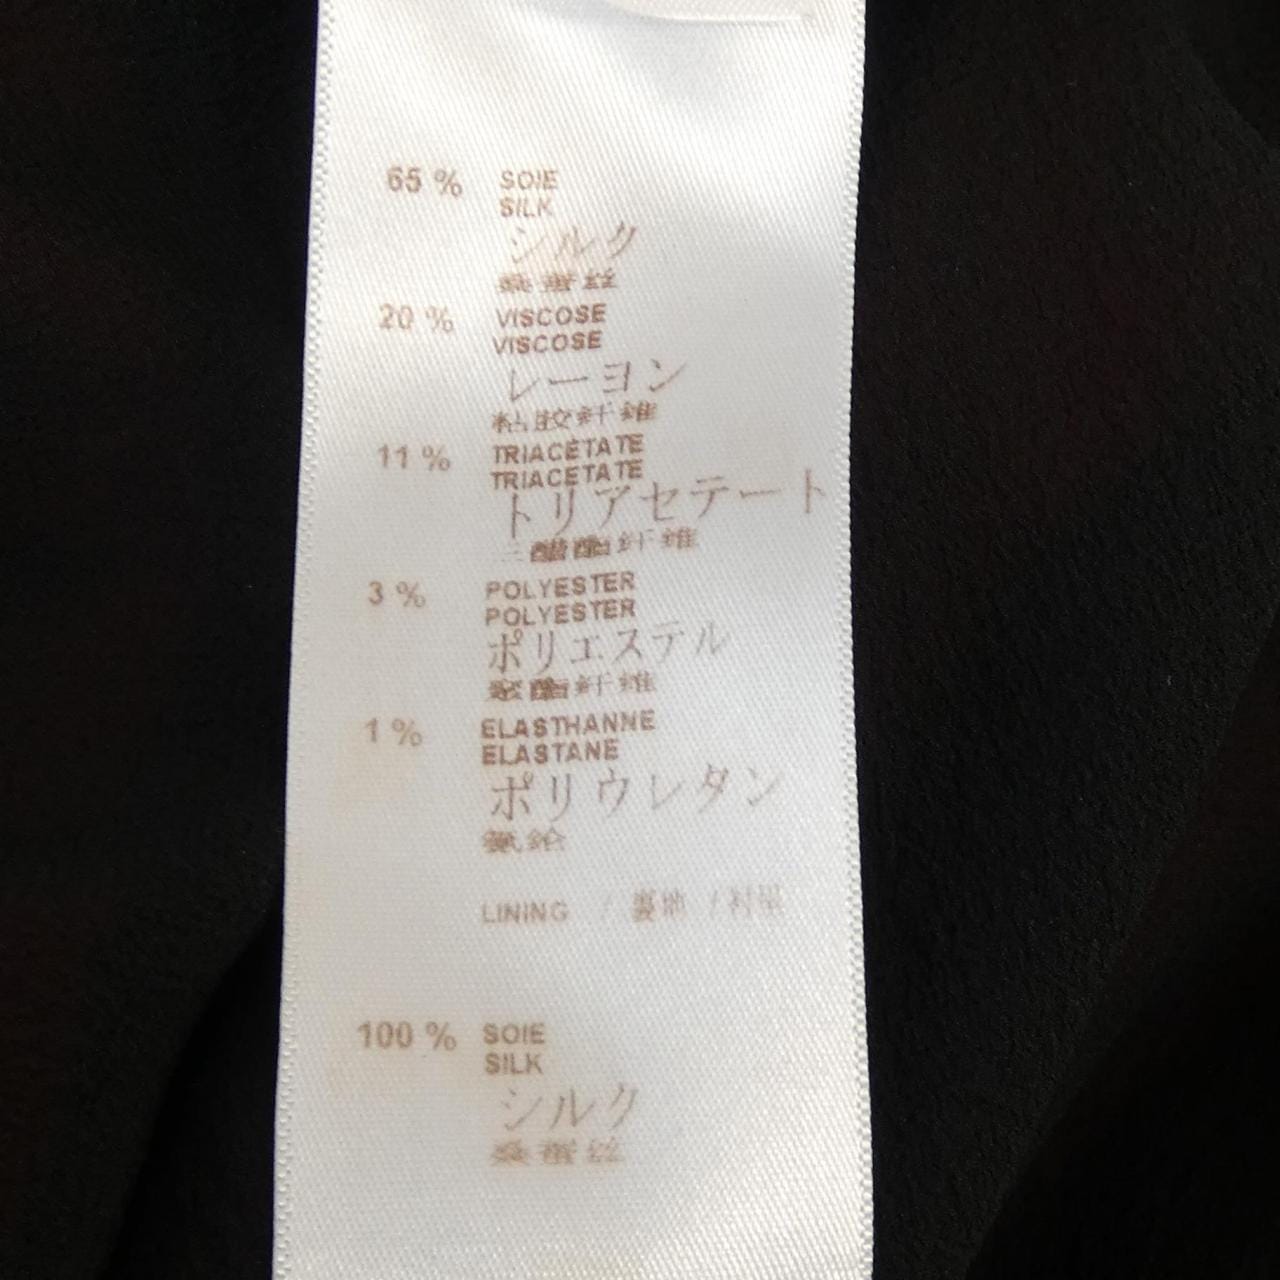 65 % SOIE
SILK
シルク
桑蚕丝
20 % VISCOSE
VISCOSE
レーヨン
粘胶纤维
11 % TRIACÉTATE
TRIACETATE
トリアセテート
三醋酯纤维
3 % POLYESTER
POLYESTER
ポリエステル
聚酯纤维
1 % ELASTHANNE
ELASTANE
ポリウレタン
氨纶
LINING / 裏地 / 衬里
100 % SOIE
SILK
シルク
桑蚕丝